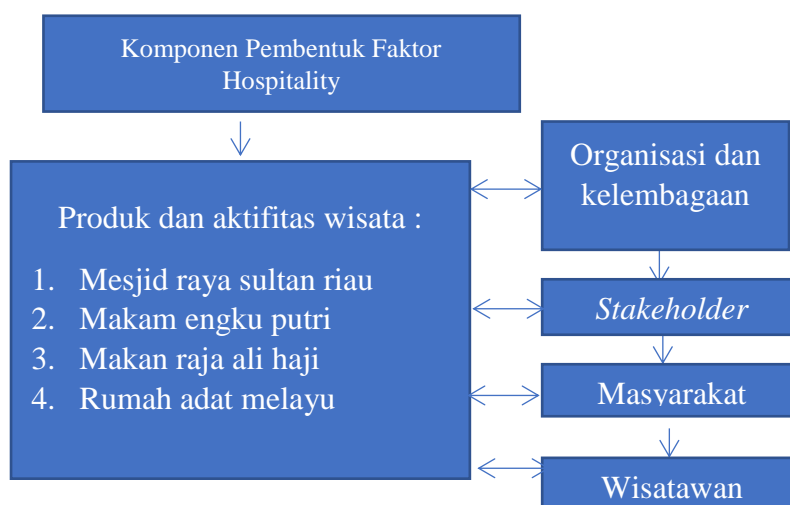 Komponen Pembentuk Faktor
Hospitality
Produk dan aktifitas wisata :
1. Mesjid raya sultan riau
2. Makam engku putri
3. Makan raja ali haji
4. Rumah adat melayu
Organisasi dan
kelembagaan
Stakeholder
Masyarakat
Wisatawan